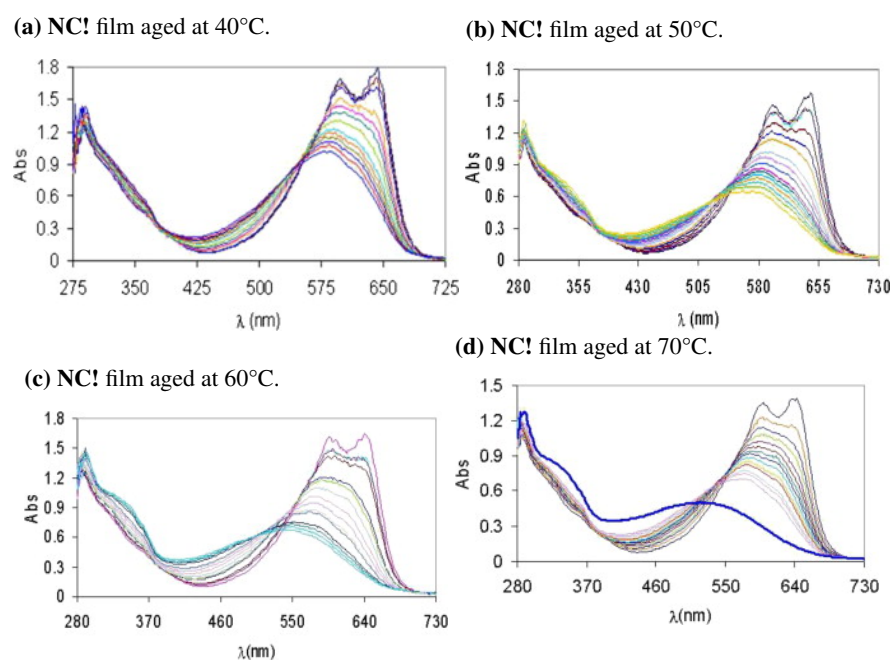 (a) NC! film aged at 40°C.
1.8
1.5
1.2
0.9
0.6
0.3
0
Abs
275 350 425 500 575 650 725
λ (nm)
(b) NC! film aged at 50°C.
1.8
1.5
1.2
0.9
0.6
0.3
0
Abs
280 355 430 505 580 655 730
λ (nm)
(c) NC! film aged at 60°C.
1.8
1.5
1.2
0.9
0.6
0.3
0
Abs
280 370 460 550 640 730
λ(nm)
(d) NC! film aged at 70°C.
1.5
1.2
0.9
0.6
0.3
0
Abs
280 370 460 550 640 730
λ(nm)